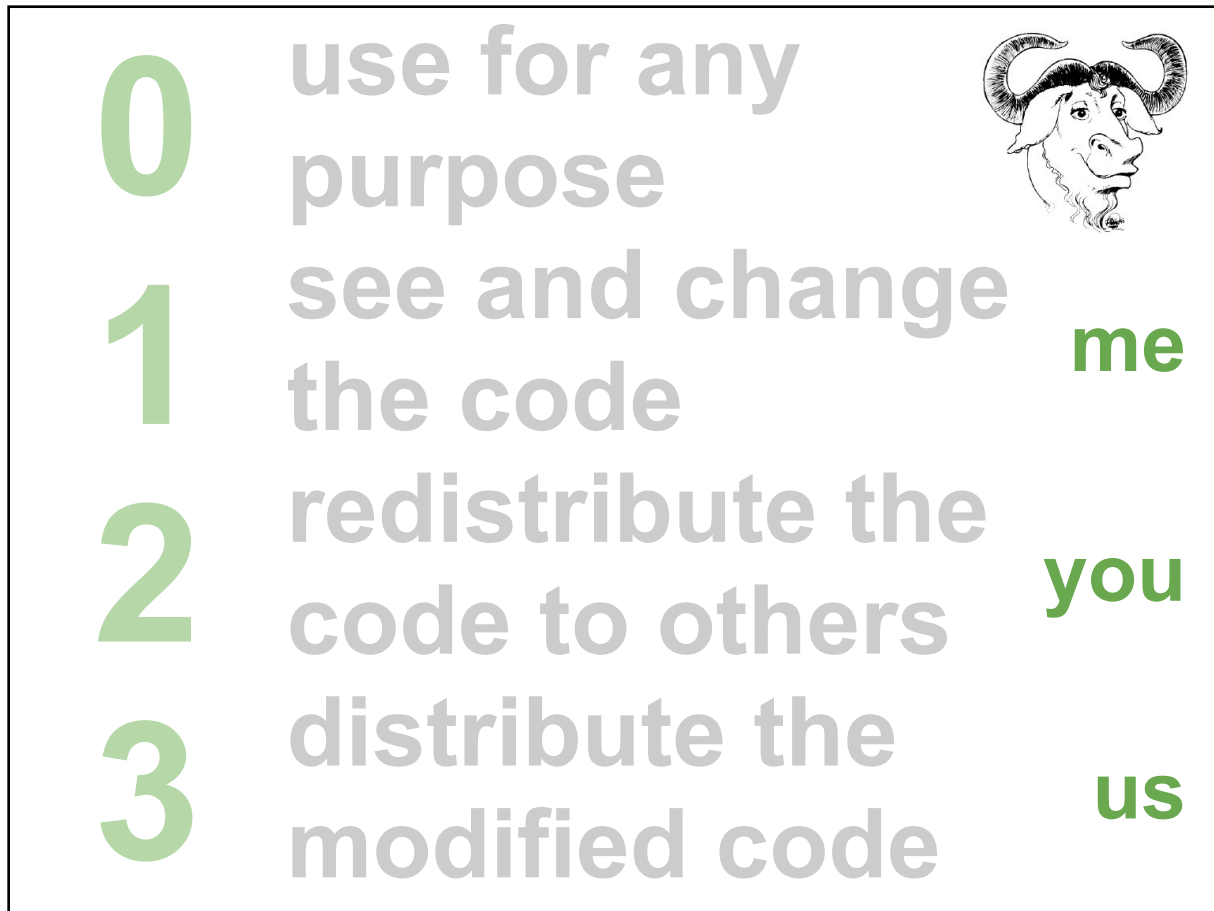 0
use for any
purpose
1
see and change
the code
me
2
redistribute the
code to others
you
3
distribute the
modified code
us